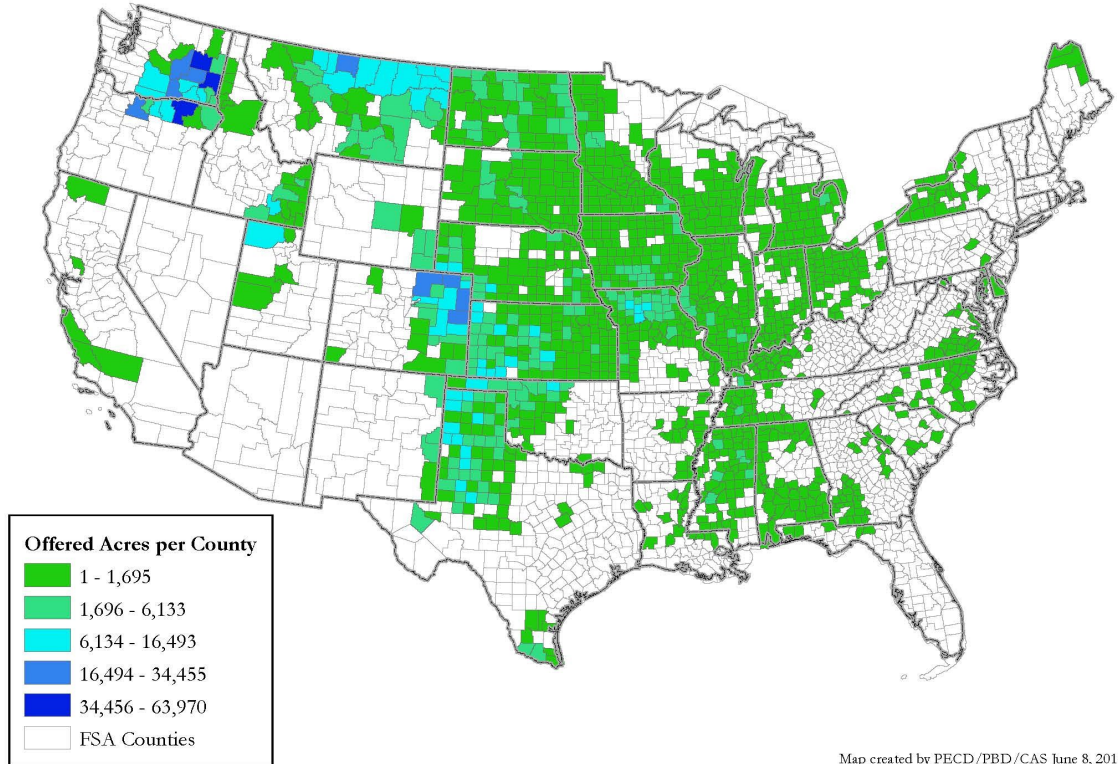 Offered Acres per County
1 - 1,695
1,696 - 6,133
6,134 - 16,493
16,494 - 34,455
34,456 - 63,970
FSA Counties
Map created by PECD/PBD/CAS June 8, 201